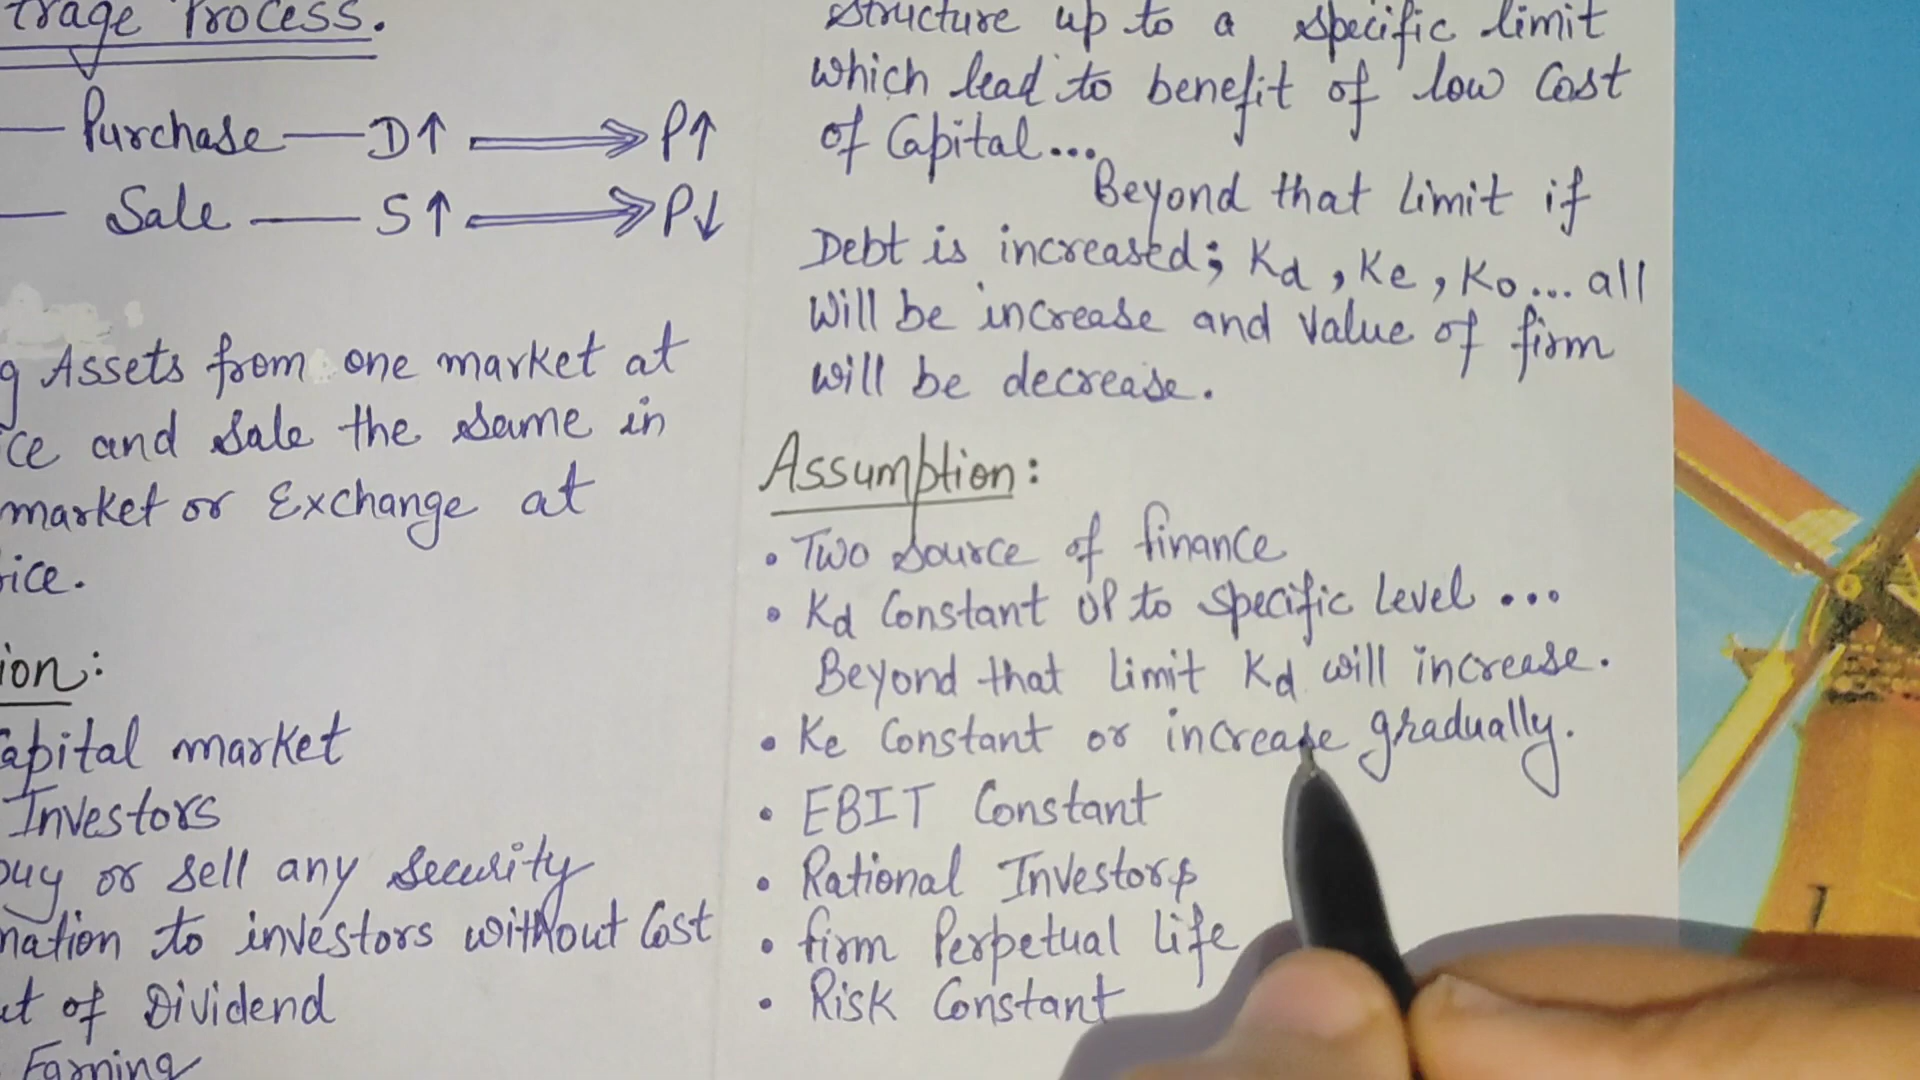 trage Process.
Purchase — D↑ ⟹ P↑
Sale — S↑ ⟹ P↓
g Assets from one market at
ce and sale the same in
market or Exchange at
ice.
ion:
apital market
Investors
buy or sell any security
mation to investors without Cost
ut of Dividend
Earning
structure up to a specific limit
which lead to benefit of low Cost
of Capital...
Beyond that limit if
Debt is increased; Kd, Ke, Ko... all
will be increase and value of firm
will be decrease.
Assumption:
• Two source of finance
• Kd Constant UP to specific Level ...
Beyond that limit Kd will increase.
• Ke Constant or increase gradually.
• EBIT Constant
• Rational Investors
• firm Perpetual Life
• Risk Constant